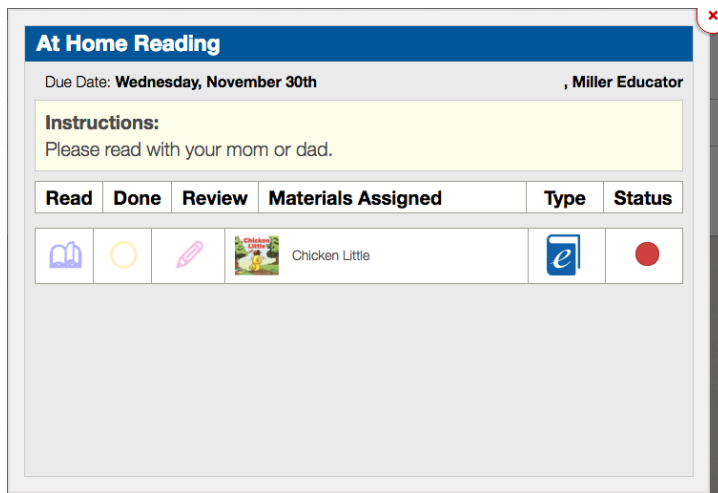 At Home Reading
Due Date: Wednesday, November 30th , Miller Educator
Instructions:
Please read with your mom or dad.
Read Done Review Materials Assigned Type Status
Chicken Little Chicken Little e